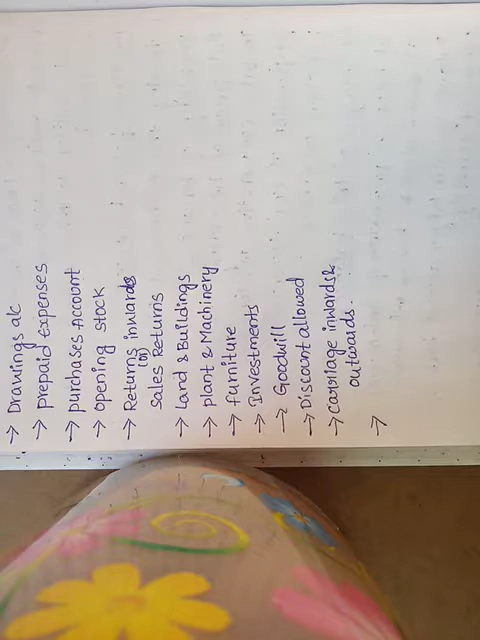 → Drawings a/c
→ prepaid expenses
→ purchases Account
→ opening stock
→ Returns inwards
(or)
Sales Returns
→ Land & Buildings
→ plant & Machinery
→ furniture
→ Investments
→ Goodwill
→ Discount allowed
→ carriage inwards &
outwards.
→